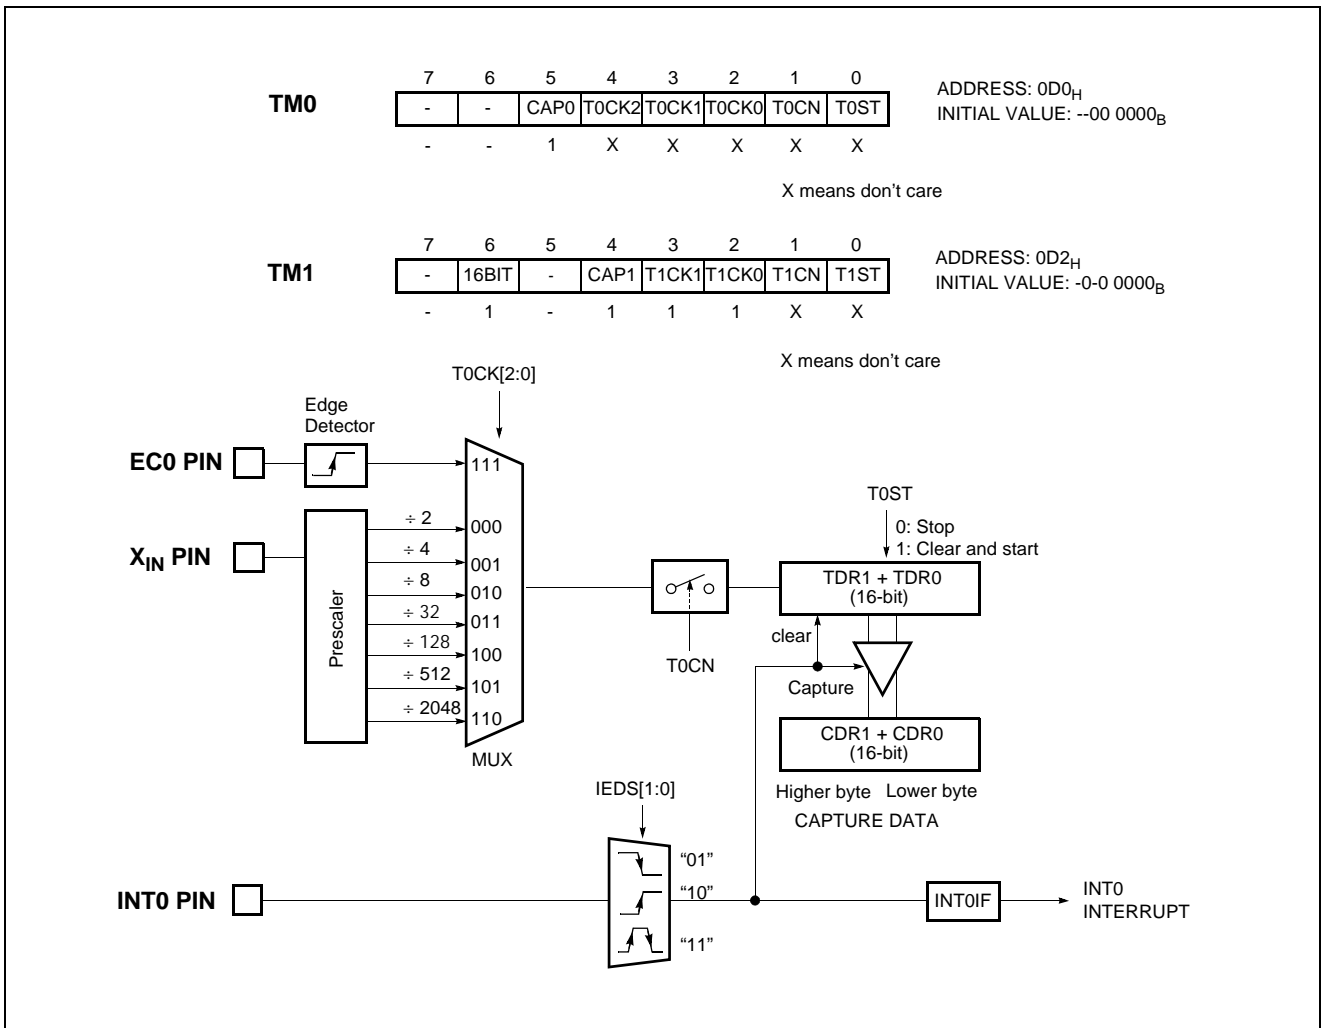 7 6 5 4 3 2 1 0
TM0 - - CAP0 T0CK2 T0CK1 T0CK0 T0CN T0ST
- - 1 X X X X X
ADDRESS: 0D0H
INITIAL VALUE: --00 0000B
X means don't care
7 6 5 4 3 2 1 0
TM1 - 16BIT - CAP1 T1CK1 T1CK0 T1CN T1ST
- 1 - 1 1 1 X X
ADDRESS: 0D2H
INITIAL VALUE: -0-0 0000B
X means don't care
T0CK[2:0]
Edge
Detector
EC0 PIN
111
XIN PIN
Prescaler
÷ 2 000
÷ 4 001
÷ 8 010
÷ 32 011
÷ 128 100
÷ 512 101
÷ 2048 110
MUX
T0CN
T0ST
0: Stop
1: Clear and start
TDR1 + TDR0
(16-bit)
clear
Capture
CDR1 + CDR0
(16-bit)
Higher byte Lower byte
CAPTURE DATA
IEDS[1:0]
INT0 PIN
“01”
“10”
“11”
INT0IF
INT0
INTERRUPT